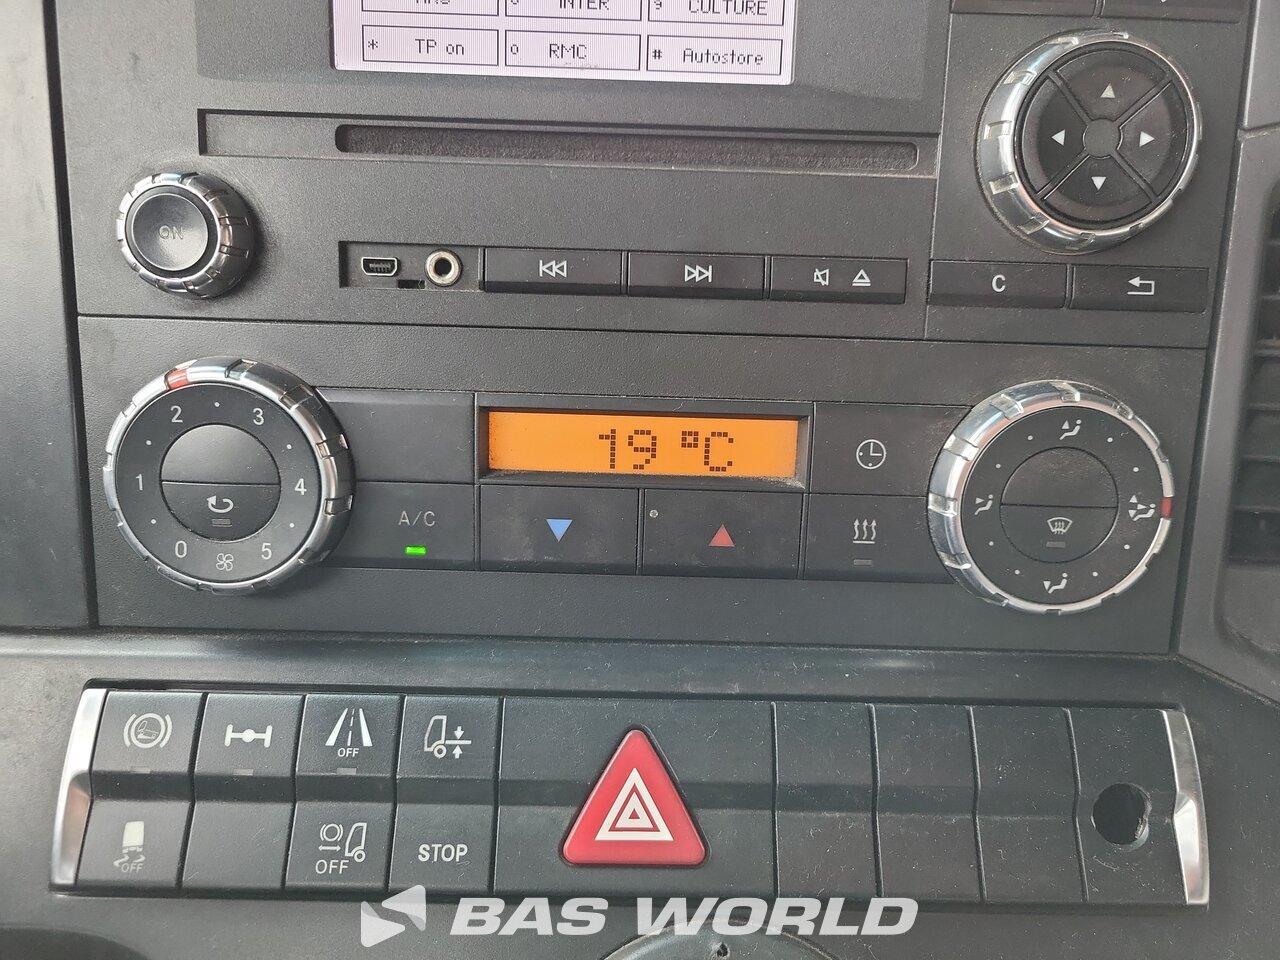 INTER
9 CULTURE
* TP on
0 RMC
# Autostore
ON
C
2 3
1 4
0 5
19 °C
A/C
OFF
OFF
OFF
STOP
BAS WORLD